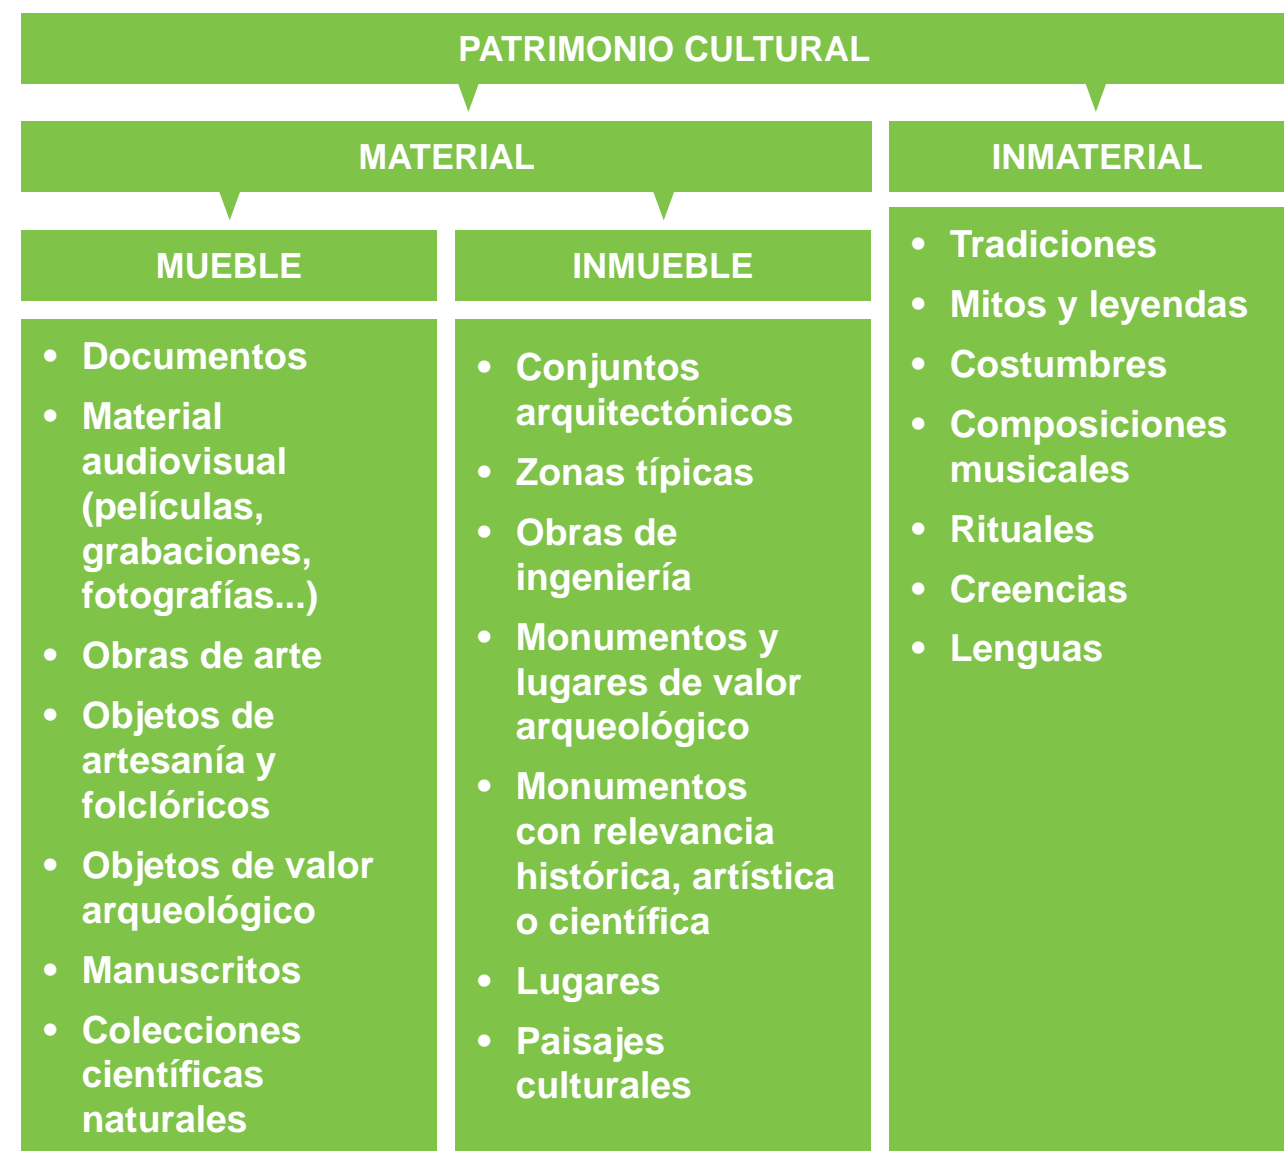 PATRIMONIO CULTURAL
MATERIAL
INMATERIAL
MUEBLE
INMUEBLE
• Documentos
• Material
audiovisual
(películas,
grabaciones,
fotografías...)
• Obras de arte
• Objetos de
artesanía y
folclóricos
• Objetos de valor
arqueológico
• Manuscritos
• Colecciones
científicas
naturales
• Conjuntos
arquitectónicos
• Zonas típicas
• Obras de
ingeniería
• Monumentos y
lugares de valor
arqueológico
• Monumentos
con relevancia
histórica, artística
o científica
• Lugares
• Paisajes
culturales
• Tradiciones
• Mitos y leyendas
• Costumbres
• Composiciones
musicales
• Rituales
• Creencias
• Lenguas